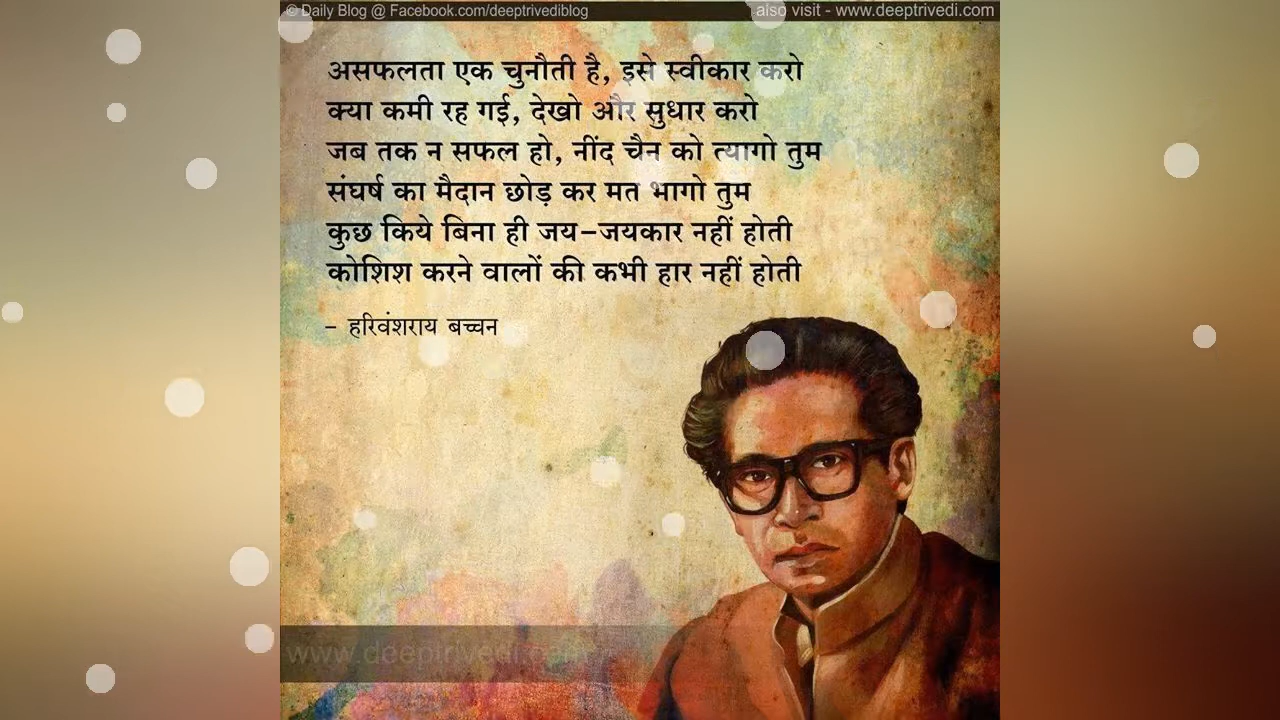 © Daily Blog @ Facebook.com/deeptrivediblog
also visit - www.deeptrivedi.com
असफलता एक चुनौती है, इसे स्वीकार करो
क्या कमी रह गई, देखो और सुधार करो
जब तक न सफल हो, नींद चैन को त्यागो तुम
संघर्ष का मैदान छोड़ कर मत भागो तुम
कुछ किये बिना ही जय-जयकार नहीं होती
कोशिश करने वालों की कभी हार नहीं होती
- हरिवंशराय बच्चन
www.deeptrivedi.com